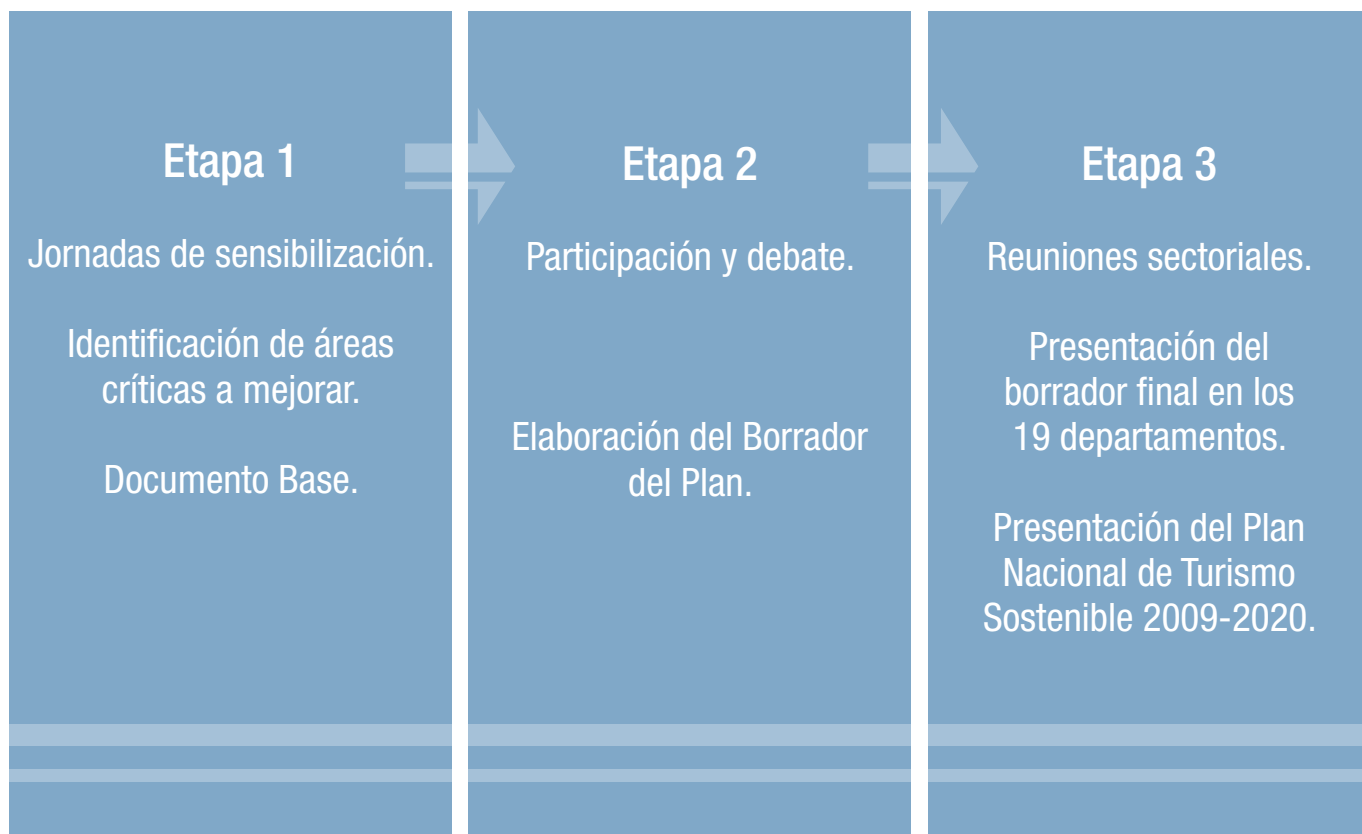 Etapa 1
Jornadas de sensibilización.
Identificación de áreas
críticas a mejorar.
Documento Base.
Etapa 2
Participación y debate.
Elaboración del Borrador
del Plan.
Etapa 3
Reuniones sectoriales.
Presentación del
borrador final en los
19 departamentos.
Presentación del Plan
Nacional de Turismo
Sostenible 2009-2020.